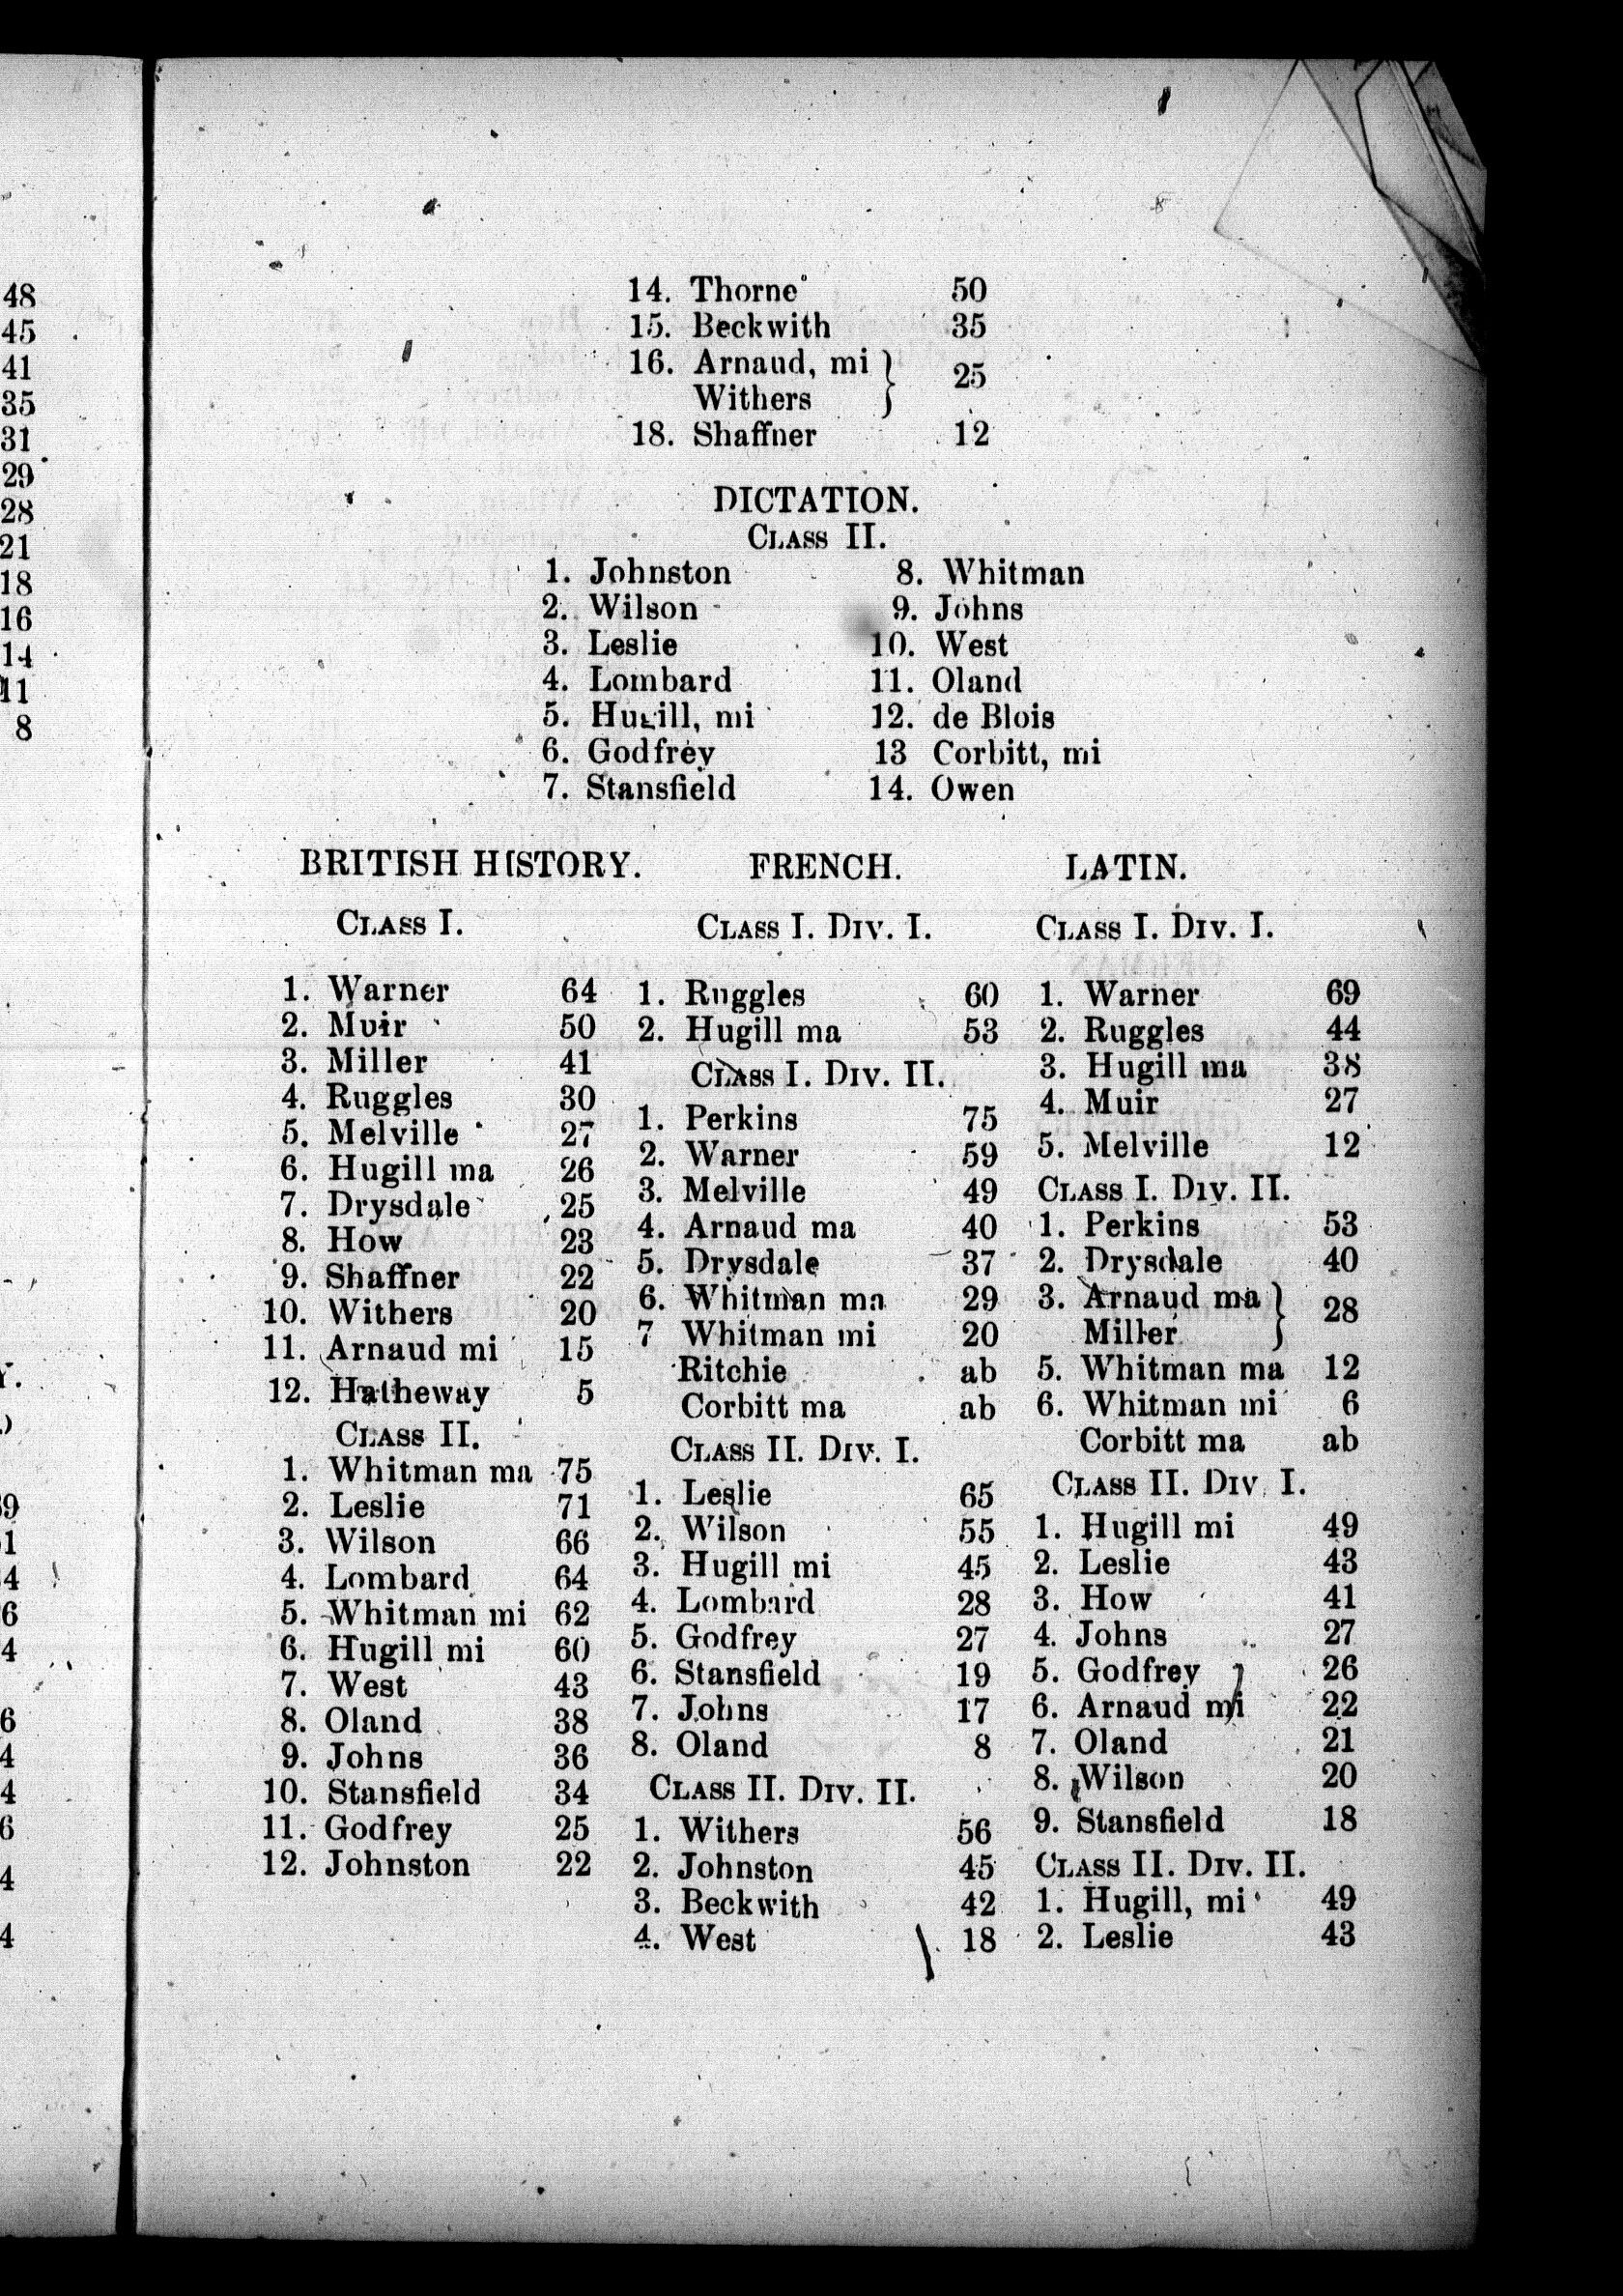 48
45
41
35
31
29
28
21
18
16
14
11
8
14. Thorne 50
15. Beckwith 35
16. Arnaud, mi
25
Withers
18. Shaffner 12
DICTATION.
CLASS II.
1. Johnston
2. Wilson
3. Leslie
4. Lombard
5. Hugill, mi
6. Godfrey
7. Stansfield
8. Whitman
9. Johns
10. West
11. Oland
12. de Blois
13 Corbitt, mi
14. Owen
BRITISH HISTORY.
CLASS I.
1. Warner 64
2. Muir 50
3. Miller 41
4. Ruggles 30
5. Melville 27
6. Hugill ma 26
7. Drysdale 25
8. How 23
9. Shaffner 22
10. Withers 20
11. Arnaud mi 15
12. Hatheway 5
CLASS II.
1. Whitman ma 75
2. Leslie 71
3. Wilson 66
4. Lombard 64
5. Whitman mi 62
6. Hugill mi 60
7. West 43
8. Oland 38
9. Johns 36
10. Stansfield 34
11. Godfrey 25
12. Johnston 22
FRENCH.
CLASS I. DIV. I.
1. Ruggles 60
2. Hugill ma 53
CLASS I. DIV. II.
1. Perkins 75
2. Warner 59
3. Melville 49
4. Arnaud ma 40
5. Drysdale 37
6. Whitman ma 29
7 Whitman mi 20
Ritchie ab
Corbitt ma ab
CLASS II. DIV. I.
1. Leslie 65
2. Wilson 55
3. Hugill mi 45
4. Lombard 28
5. Godfrey 27
6. Stansfield 19
7. Johns 17
8. Oland 8
CLASS II. DIV. II.
1. Withers 56
2. Johnston 45
3. Beckwith 42
4. West 18
LATIN.
CLASS I. DIV. I.
1. Warner 69
2. Ruggles 44
3. Hugill ma 38
4. Muir 27
5. Melville 12
CLASS I. DIV. II.
1. Perkins 53
2. Drysdale 40
3. Arnaud ma
28
Miller
5. Whitman ma 12
6. Whitman mi 6
Corbitt ma ab
CLASS II. DIV. I.
1. Hugill mi 49
2. Leslie 43
3. How 41
4. Johns 27
5. Godfrey 26
6. Arnaud mi 22
7. Oland 21
8. Wilson 20
9. Stansfield 18
CLASS II. DIV. II.
1. Hugill, mi 49
2. Leslie 43